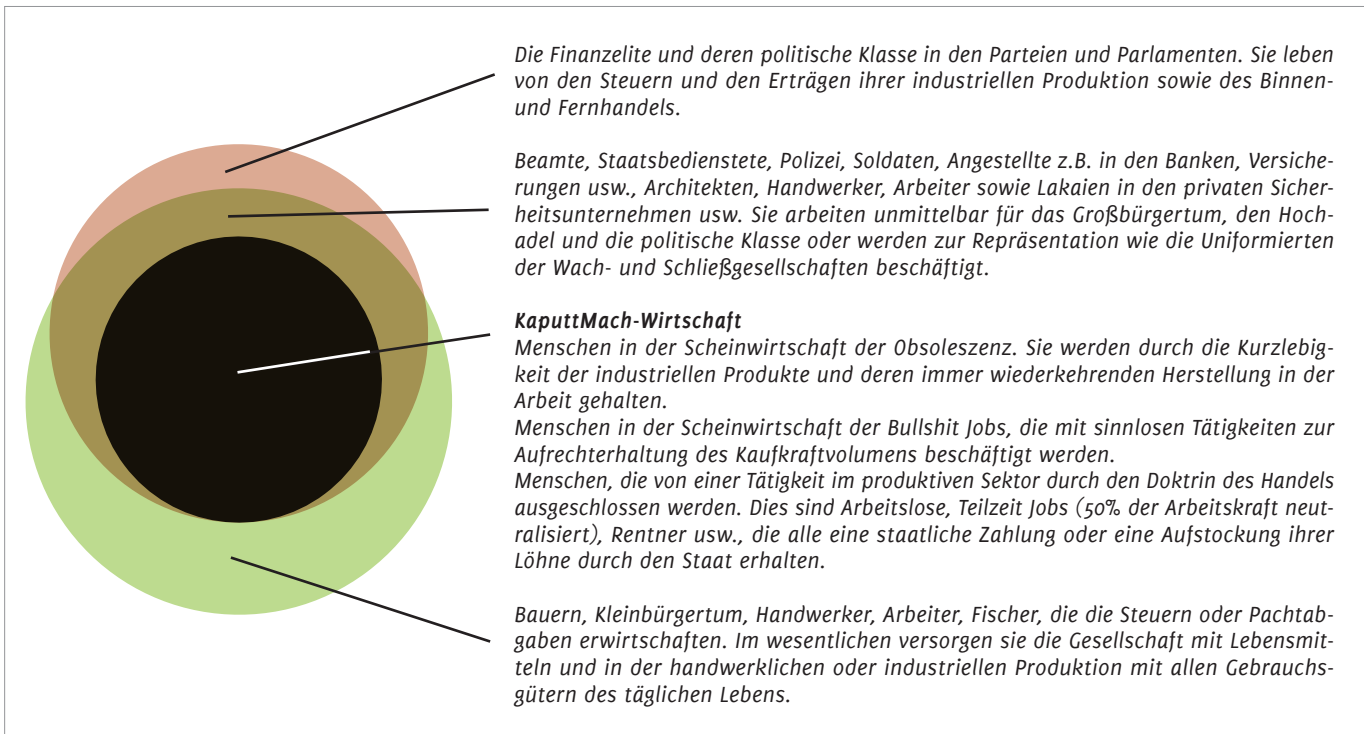 Die Finanzelite und deren politische Klasse in den Parteien und Parlamenten. Sie leben
von den Steuern und den Erträgen ihrer industriellen Produktion sowie des Binnen-
und Fernhandels.
Beamte, Staatsbedienstete, Polizei, Soldaten, Angestellte z.B. in den Banken, Versiche-
rungen usw., Architekten, Handwerker, Arbeiter sowie Lakaien in den privaten Sicher-
heitsunternehmen usw. Sie arbeiten unmittelbar für das Großbürgertum, den Hoch-
adel und die politische Klasse oder werden zur Repräsentation wie die Uniformierten
der Wach- und Schließgesellschaften beschäftigt.
KaputtMach-Wirtschaft
Menschen in der Scheinwirtschaft der Obsoleszenz. Sie werden durch die Kurzlebig-
keit der industriellen Produkte und deren immer wiederkehrenden Herstellung in der
Arbeit gehalten.
Menschen in der Scheinwirtschaft der Bullshit Jobs, die mit sinnlosen Tätigkeiten zur
Aufrechterhaltung des Kaufkraftvolumens beschäftigt werden.
Menschen, die von einer Tätigkeit im produktiven Sektor durch den Doktrin des Handels
ausgeschlossen werden. Dies sind Arbeitslose, Teilzeit Jobs (50% der Arbeitskraft neut-
ralisiert), Rentner usw., die alle eine staatliche Zahlung oder eine Aufstockung ihrer
Löhne durch den Staat erhalten.
Bauern, Kleinbürgertum, Handwerker, Arbeiter, Fischer, die die Steuern oder Pachtab-
gaben erwirtschaften. Im wesentlichen versorgen sie die Gesellschaft mit Lebensmit-
teln und in der handwerklichen oder industriellen Produktion mit allen Gebrauchs-
gütern des täglichen Lebens.